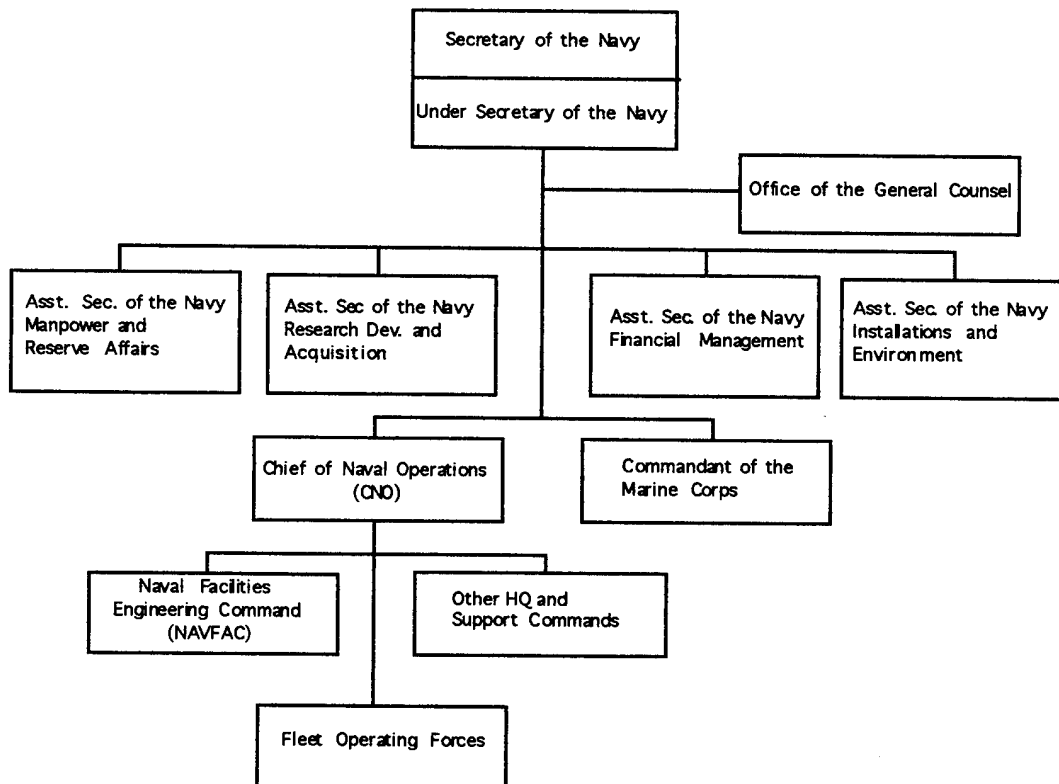 Secretary of the Navy
Under Secretary of the Navy
Office of the General Counsel
Asst. Sec. of the Navy
Manpower and
Reserve Affairs
Asst. Sec of the Navy
Research Dev. and
Acquisition
Asst. Sec. of the Navy
Financial Management
Asst. Sec. of the Navy
Installations and
Environment
Chief of Naval Operations
(CNO)
Commandant of the
Marine Corps
Naval Facilities
Engineering Command
(NAVFAC)
Other HQ and
Support Commands
Fleet Operating Forces